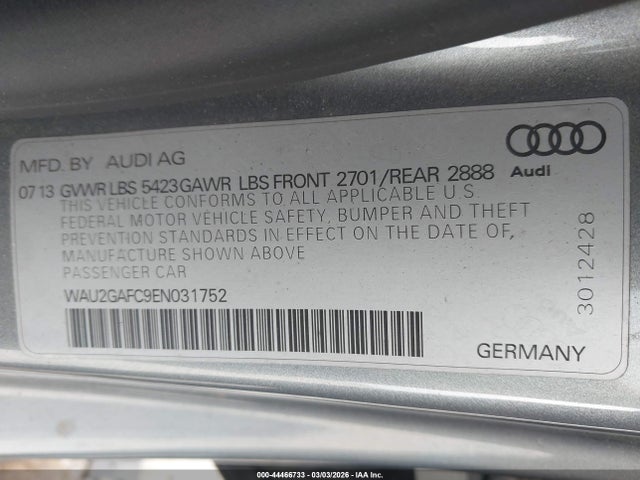 MFD. BY AUDI AG
07 13 GVWR LBS 5423 GAWR LBS FRONT 2701/REAR 2888
Audi
THIS VEHICLE CONFORMS TO ALL APPLICABLE U.S.
FEDERAL MOTOR VEHICLE SAFETY, BUMPER AND THEFT
PREVENTION STANDARDS IN EFFECT ON THE DATE OF,
MANUFACTURE SHOWN ABOVE
PASSENGER CAR
WAU2GAFC9EN031752
3012428
GERMANY
000-44466733 - 03/03/2026 - IAA Inc.